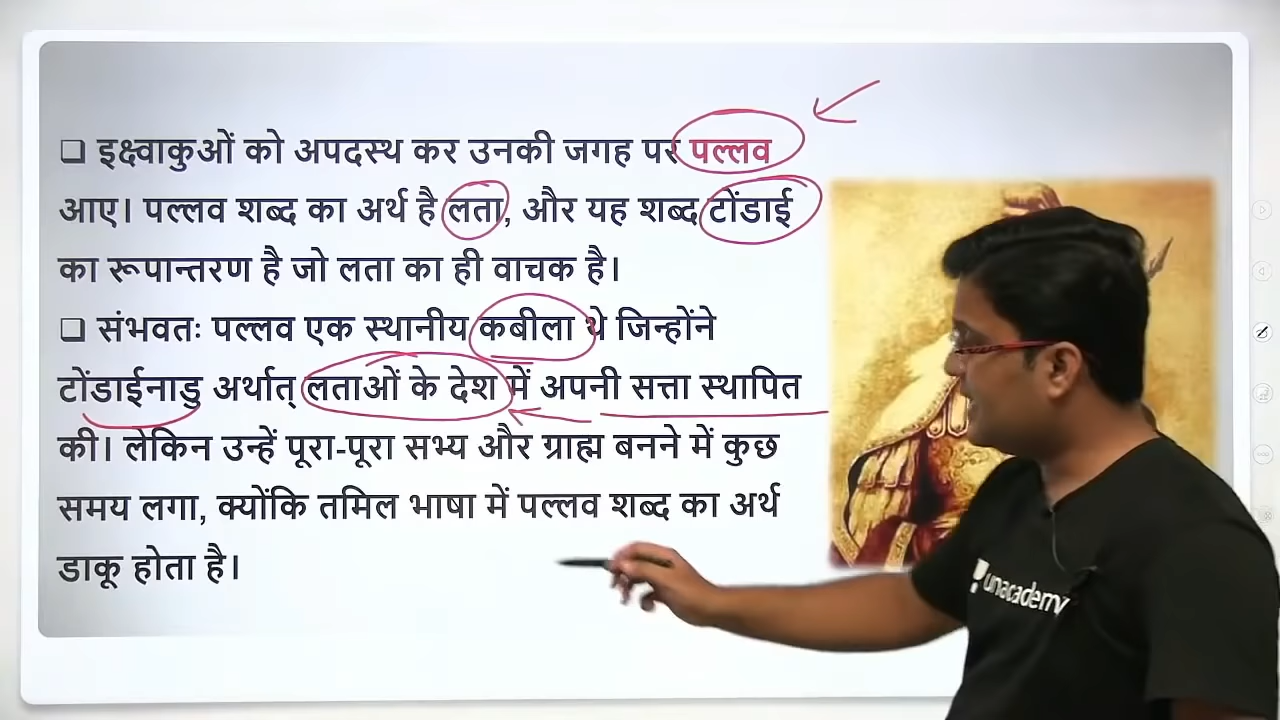 ❑ इक्ष्वाकुओं को अपदस्थ कर उनकी जगह पर पल्लव
आए। पल्लव शब्द का अर्थ है लता, और यह शब्द टोंडाई
का रूपान्तरण है जो लता का ही वाचक है।
❑ संभवतः पल्लव एक स्थानीय कबीला थे जिन्होंने
टोंडाईनाडु अर्थात् लताओं के देश में अपनी सत्ता स्थापित
की। लेकिन उन्हें पूरा-पूरा सभ्य और ग्राह्य बनने में कुछ
समय लगा, क्योंकि तमिल भाषा में पल्लव शब्द का अर्थ
डाकू होता है।
unacademy